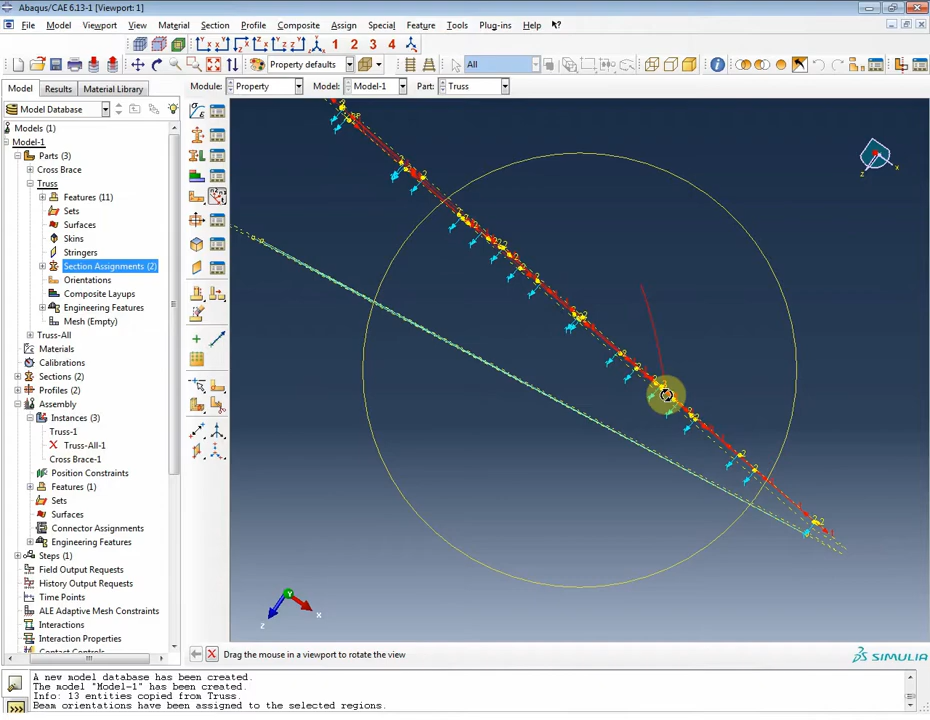 Abaqus/CAE 6.13-1 [Viewport: 1]
File Model Viewport View Material Section Profile Composite Assign Special Feature Tools Plug-ins Help
1 2 3 4
Property defaults All
Model Results Material Library Module: Property Model: Model-1 Part: Truss
Model Database
Models (1)
Model-1
Parts (3)
Cross Brace
Truss
Features (11)
Sets
Surfaces
Skins
Stringers
Section Assignments (2)
Orientations
Composite Layups
Engineering Features
Mesh (Empty)
Truss-All
Materials
Calibrations
Sections (2)
Profiles (2)
Assembly
Instances (3)
Truss-1
Truss-All-1
Cross Brace-1
Position Constraints
Features (1)
Sets
Surfaces
Connector Assignments
Engineering Features
Steps (1)
Field Output Requests
History Output Requests
Time Points
ALE Adaptive Mesh Constraints
Interactions
Interaction Properties
Contact Controls
Y
X
Z
x
z
Drag the mouse in a viewport to rotate the view
SIMULIA
A new model database has been created.
The model "Model-1" has been created.
Info: 13 entities copied from Truss.
Beam orientations have been assigned to the selected regions.